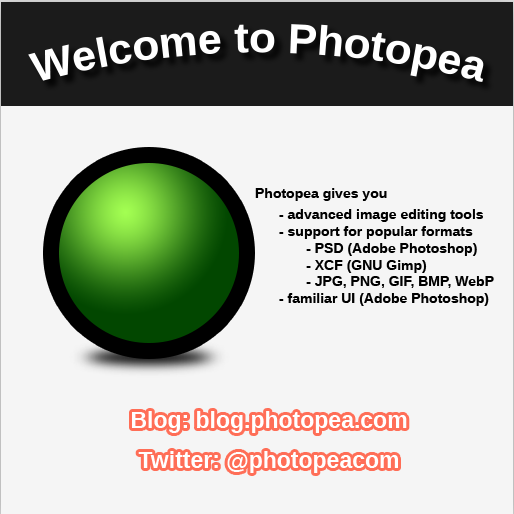 Welcome to Photopea
Photopea gives you
- advanced image editing tools
- support for popular formats
- PSD (Adobe Photoshop)
- XCF (GNU Gimp)
- JPG, PNG, GIF, BMP, WebP
- familiar UI (Adobe Photoshop)
Blog: blog.photopea.com
Twitter: @photopeacom